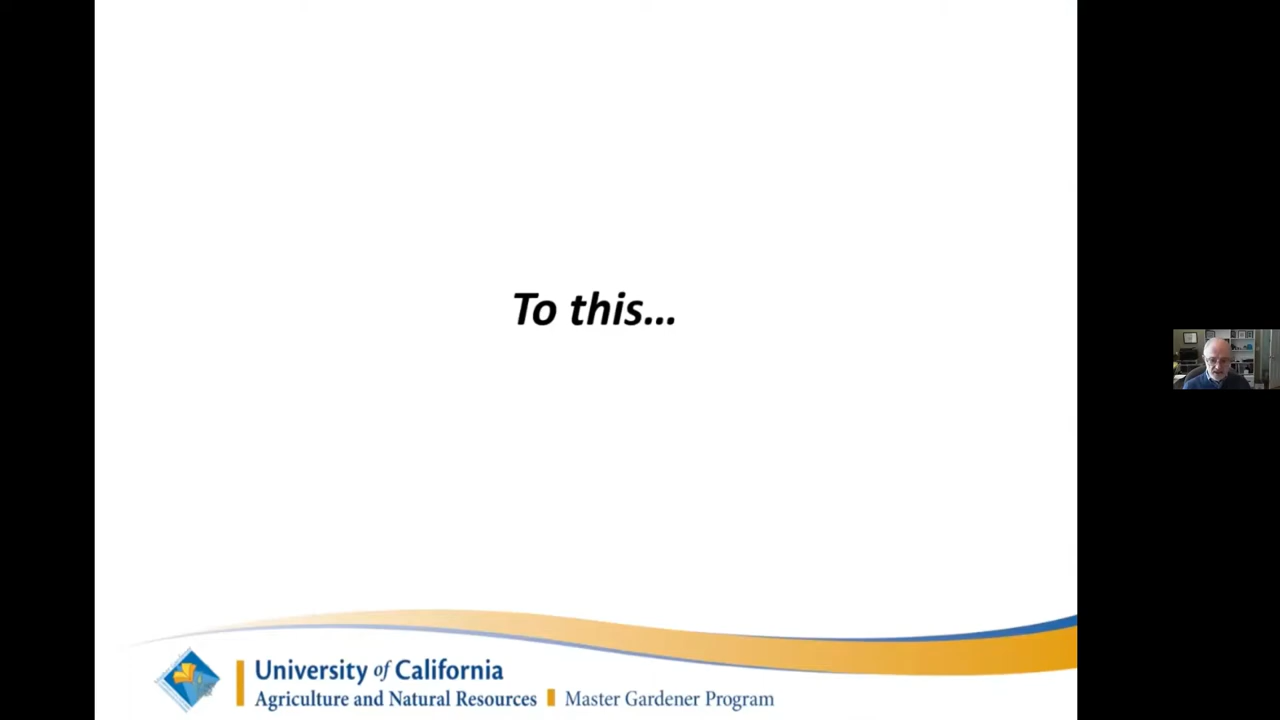 To this...
University of California
Agriculture and Natural Resources Master Gardener Program